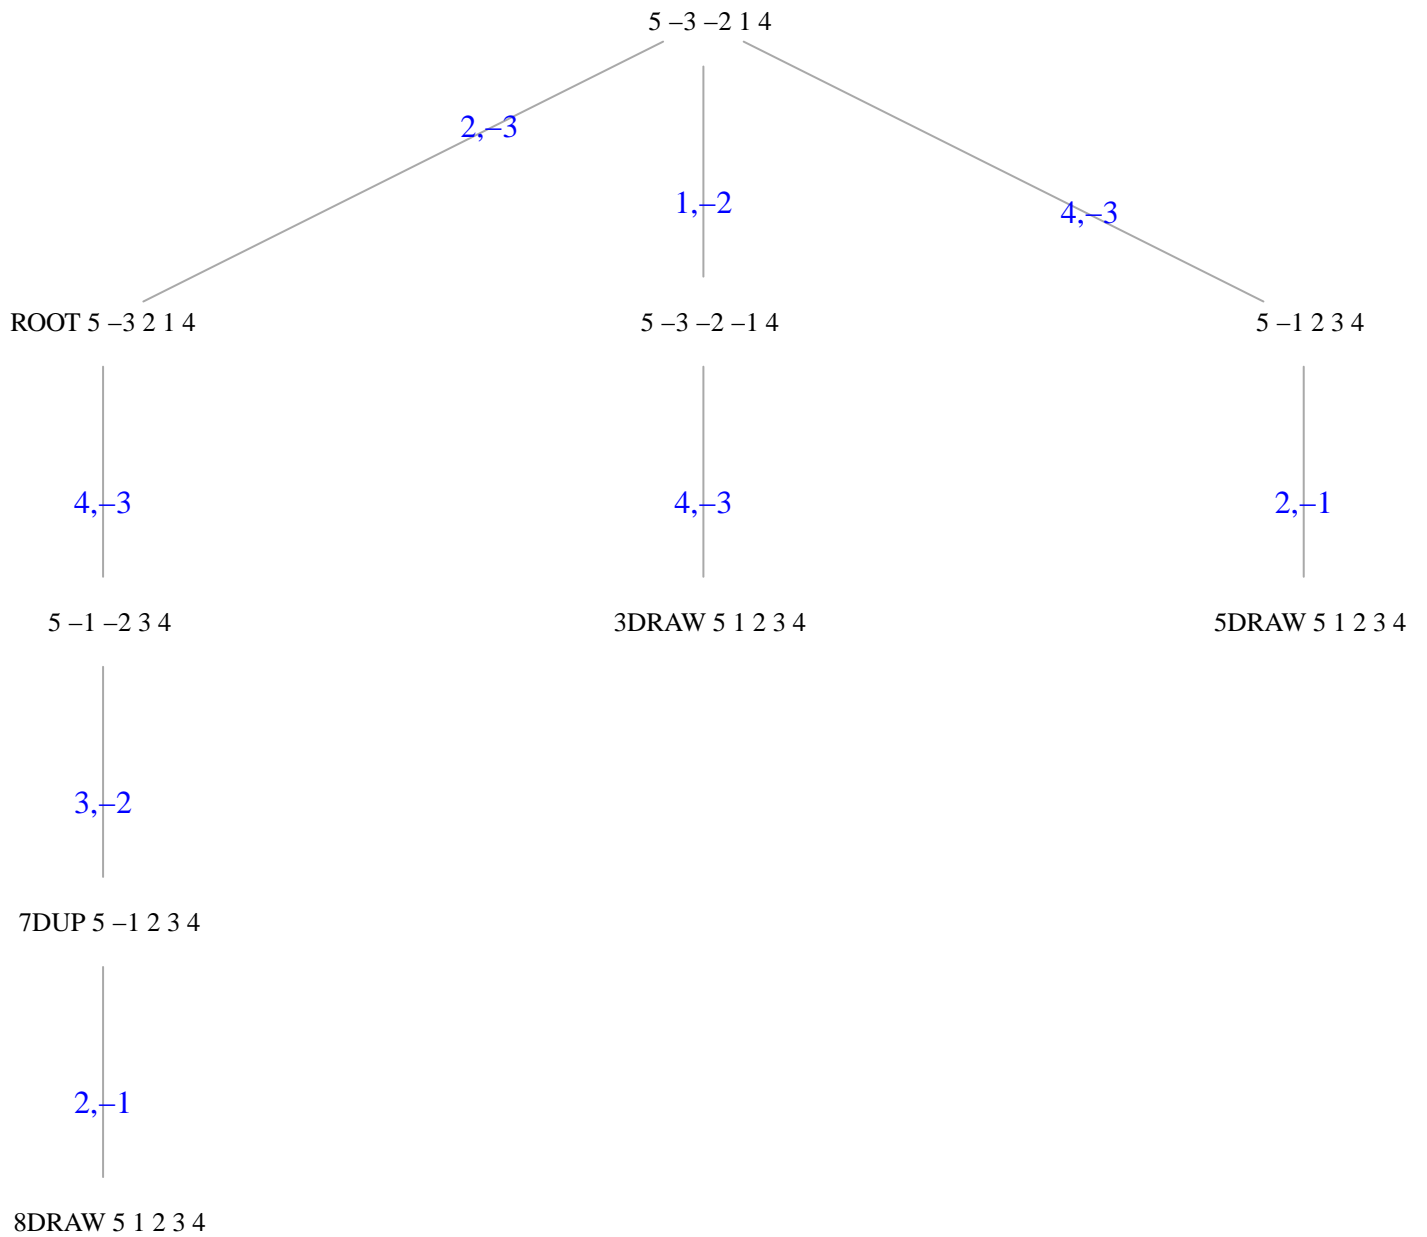 5 –3 –2 1 4
2,–3
1,–2
4,–3
ROOT 5 –3 2 1 4
5 –3 –2 –1 4
5 –1 2 3 4
4,–3
4,–3
2,–1
5 –1 –2 3 4
3DRAW 5 1 2 3 4
5DRAW 5 1 2 3 4
3,–2
7DUP 5 –1 2 3 4
2,–1
8DRAW 5 1 2 3 4